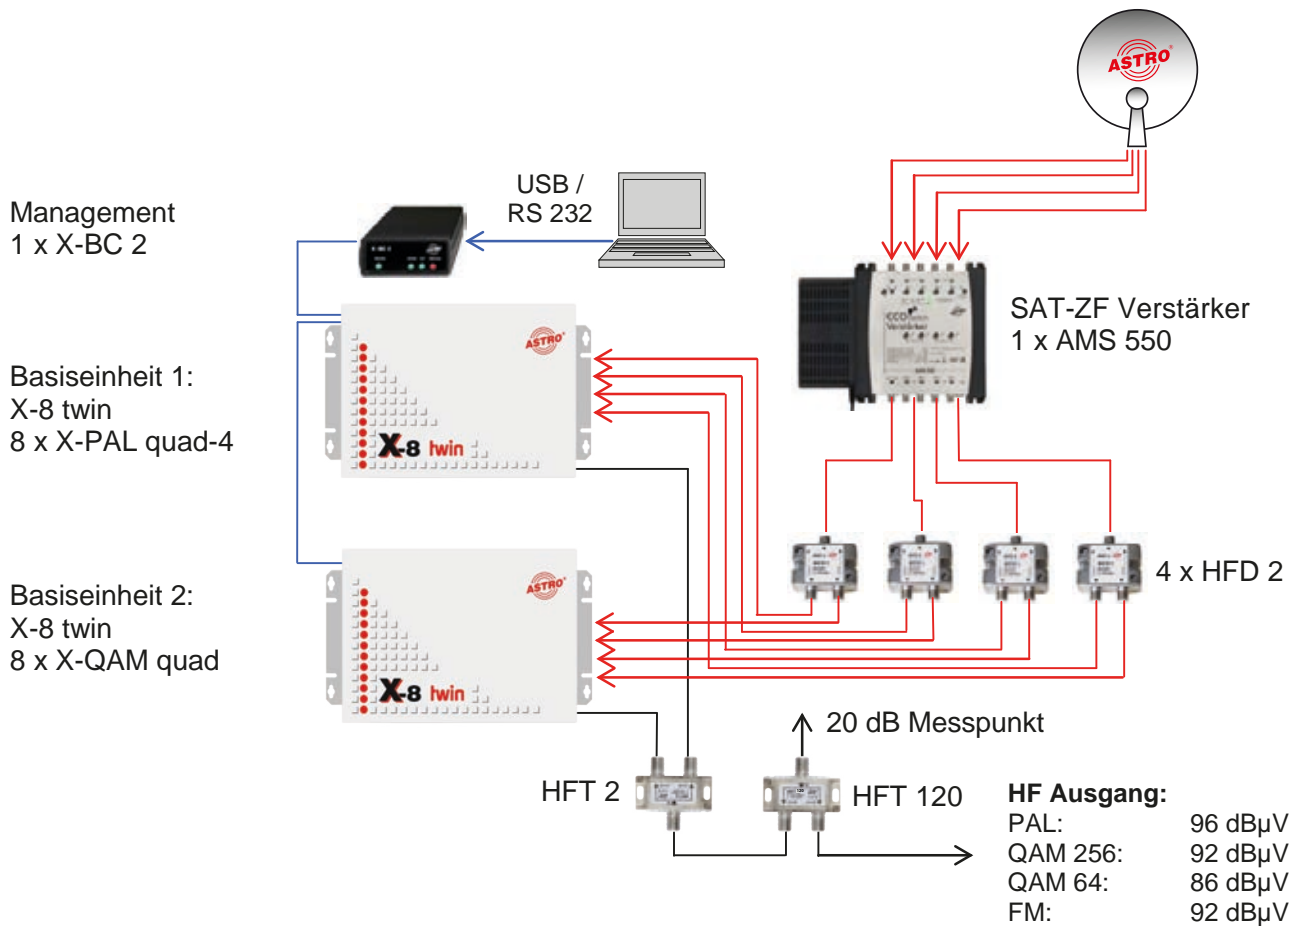 ASTRO
USB /
RS 232
Management
1 x X-BC 2
SAT-ZF Verstärker
1 x AMS 550
Verstärker
ASTRO
Basiseinheit 1:
X-8 twin
8 x X-PAL quad-4
X-8 twin
4 x HFD 2
ASTRO
Basiseinheit 2:
X-8 twin
8 x X-QAM quad
X-8 twin
20 dB Messpunkt
HFT 2
HFT 120
HF Ausgang:
PAL: 96 dBµV
QAM 256: 92 dBµV
QAM 64: 86 dBµV
FM: 92 dBµV